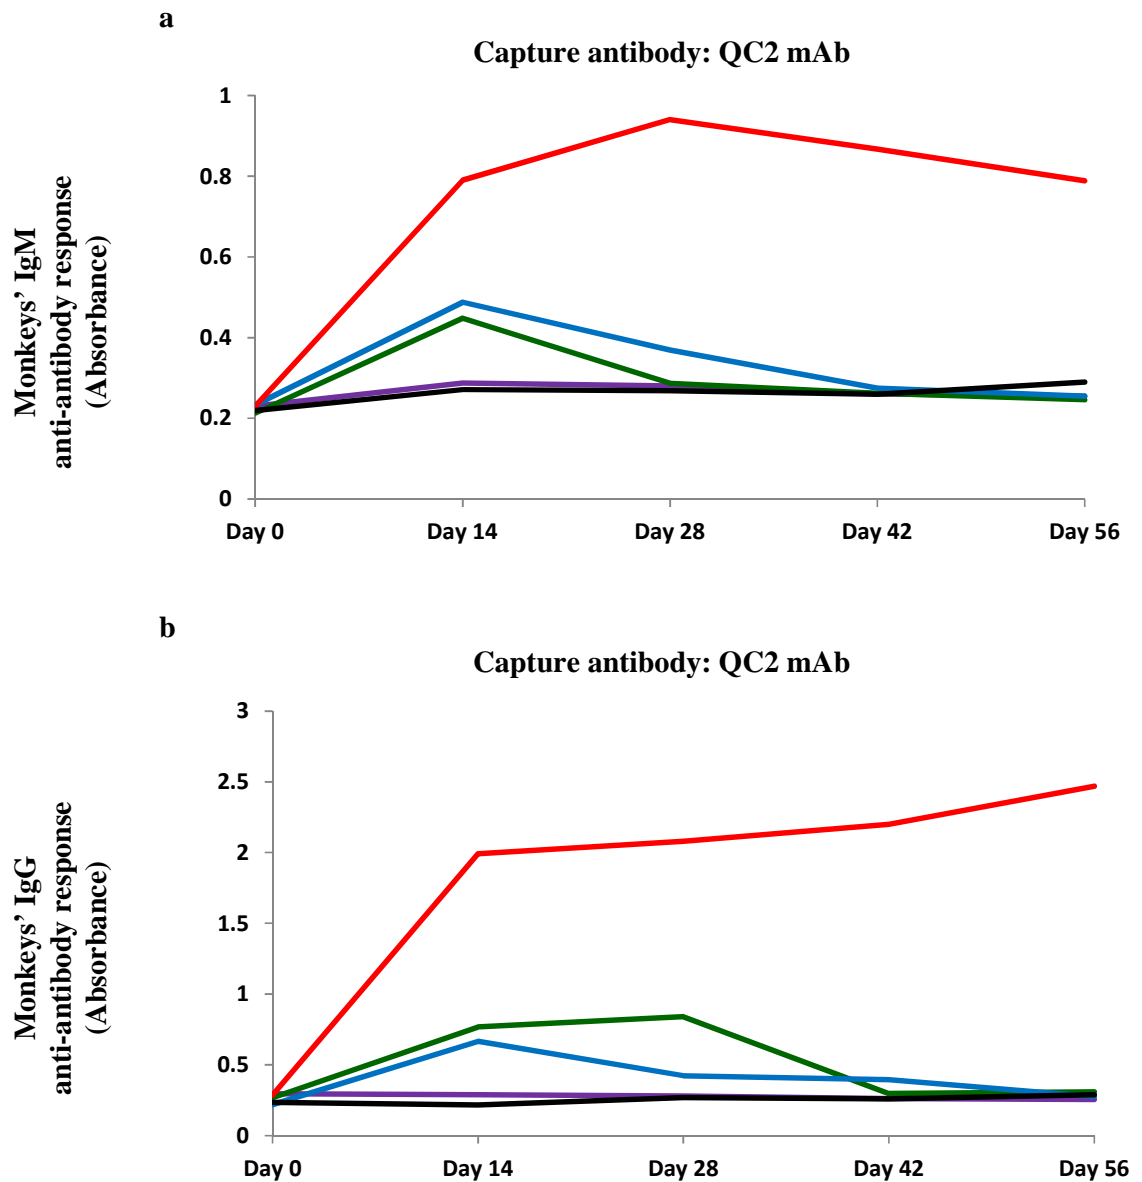 a
Capture antibody: QC2 mAb
Monkeys’ IgM
anti-antibody response
(Absorbance)
1
0.8
0.6
0.4
0.2
0
Day 0 Day 14 Day 28 Day 42 Day 56
b
Capture antibody: QC2 mAb
Monkeys’ IgG
anti-antibody response
(Absorbance)
3
2.5
2
1.5
1
0.5
0
Day 0 Day 14 Day 28 Day 42 Day 56